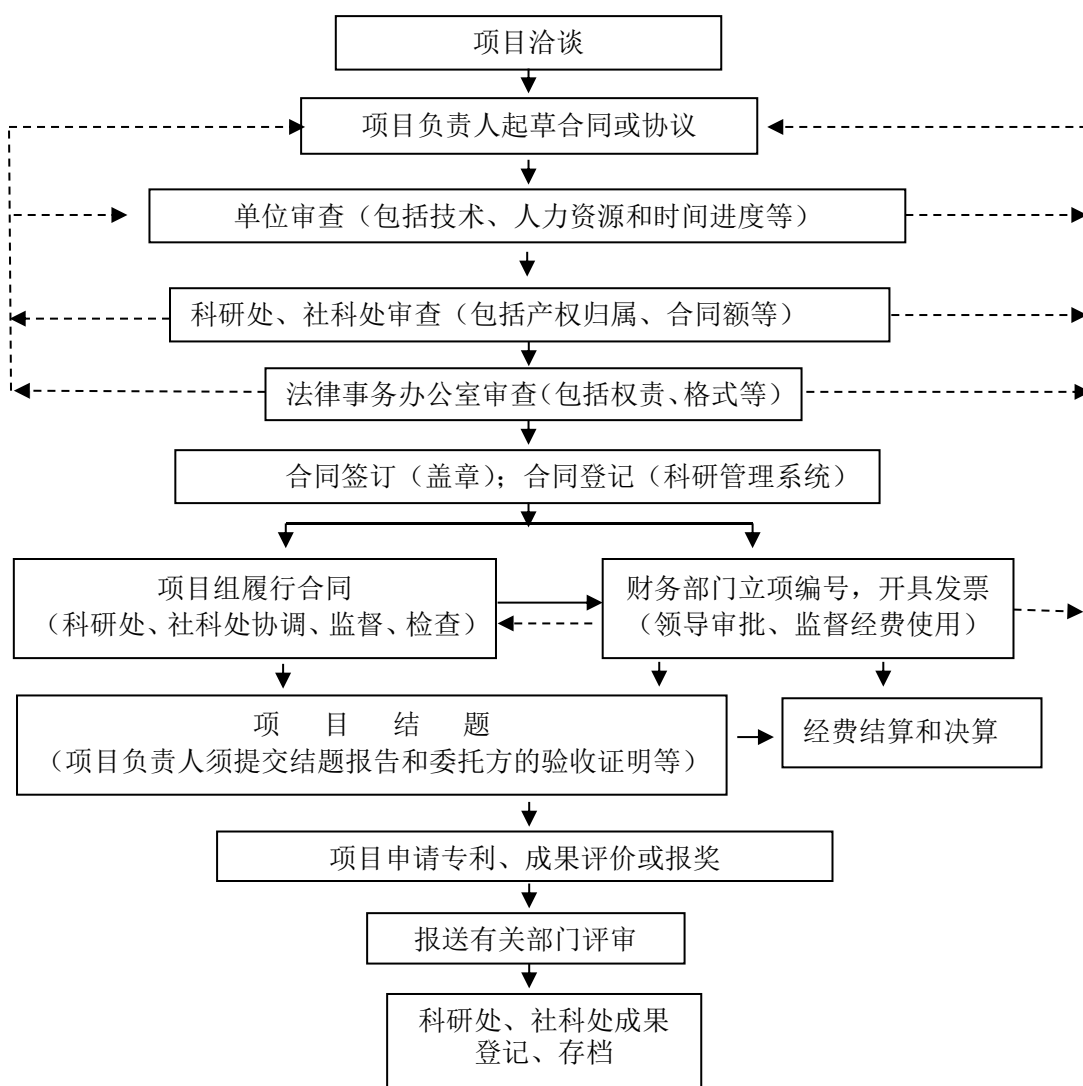 项目洽谈
项目负责人起草合同或协议
单位审查（包括技术、人力资源和时间进度等）
科研处、社科处审查（包括产权归属、合同额等）
法律事务办公室审查（包括权责、格式等）
合同签订（盖章）；合同登记（科研管理系统）
项目组履行合同
（科研处、社科处协调、监督、检查）
财务部门立项编号，开具发票
（领导审批、监督经费使用）
项 目 结 题
（项目负责人须提交结题报告和委托方的验收证明等）
经费结算和决算
项目申请专利、成果评价或报奖
报送有关部门评审
科研处、社科处成果
登记、存档